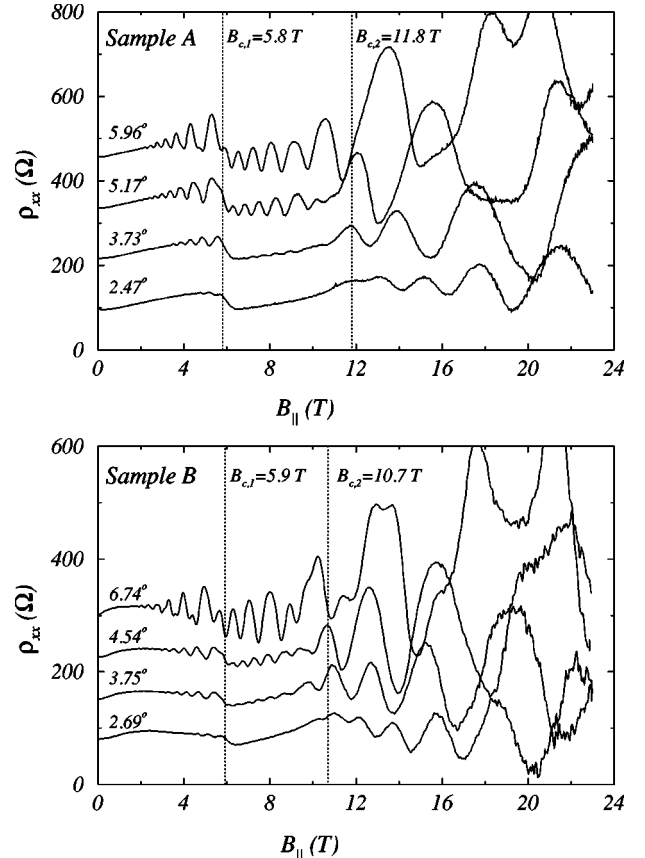 800
Sample A
B_{c,1}=5.8 T
B_{c,2}=11.8 T
600
5.96°
ρ_{xx} (Ω)
400
5.17°
3.73°
200
2.47°
0
0 4 8 12 16 20 24
B_{||} (T)
600
Sample B
B_{c,1}=5.9 T
B_{c,2}=10.7 T
400
6.74°
ρ_{xx} (Ω)
4.54°
200
3.75°
2.69°
0
0 4 8 12 16 20 24
B_{||} (T)